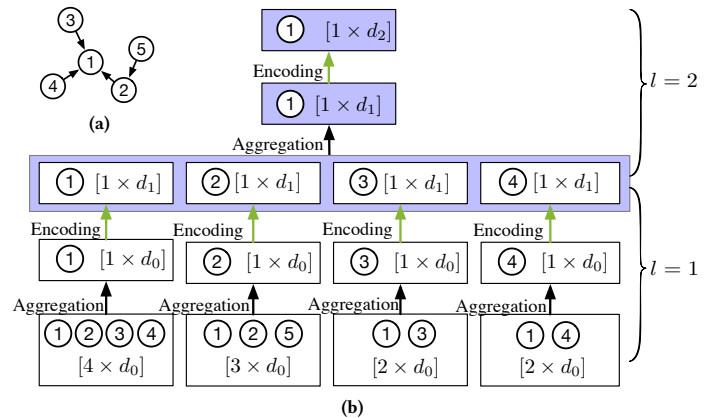 3
1
5
4
2
(a)
1 [1 × d₂]
Encoding
1 [1 × d₁]
Aggregation
l = 2
1 [1 × d₁] 2 [1 × d₁] 3 [1 × d₁] 4 [1 × d₁]
Encoding Encoding Encoding Encoding
1 [1 × d₀] 2 [1 × d₀] 3 [1 × d₀] 4 [1 × d₀]
l = 1
Aggregation Aggregation Aggregation Aggregation
1 2 3 4 1 2 5 1 3 1 4
[4 × d₀] [3 × d₀] [2 × d₀] [2 × d₀]
(b)